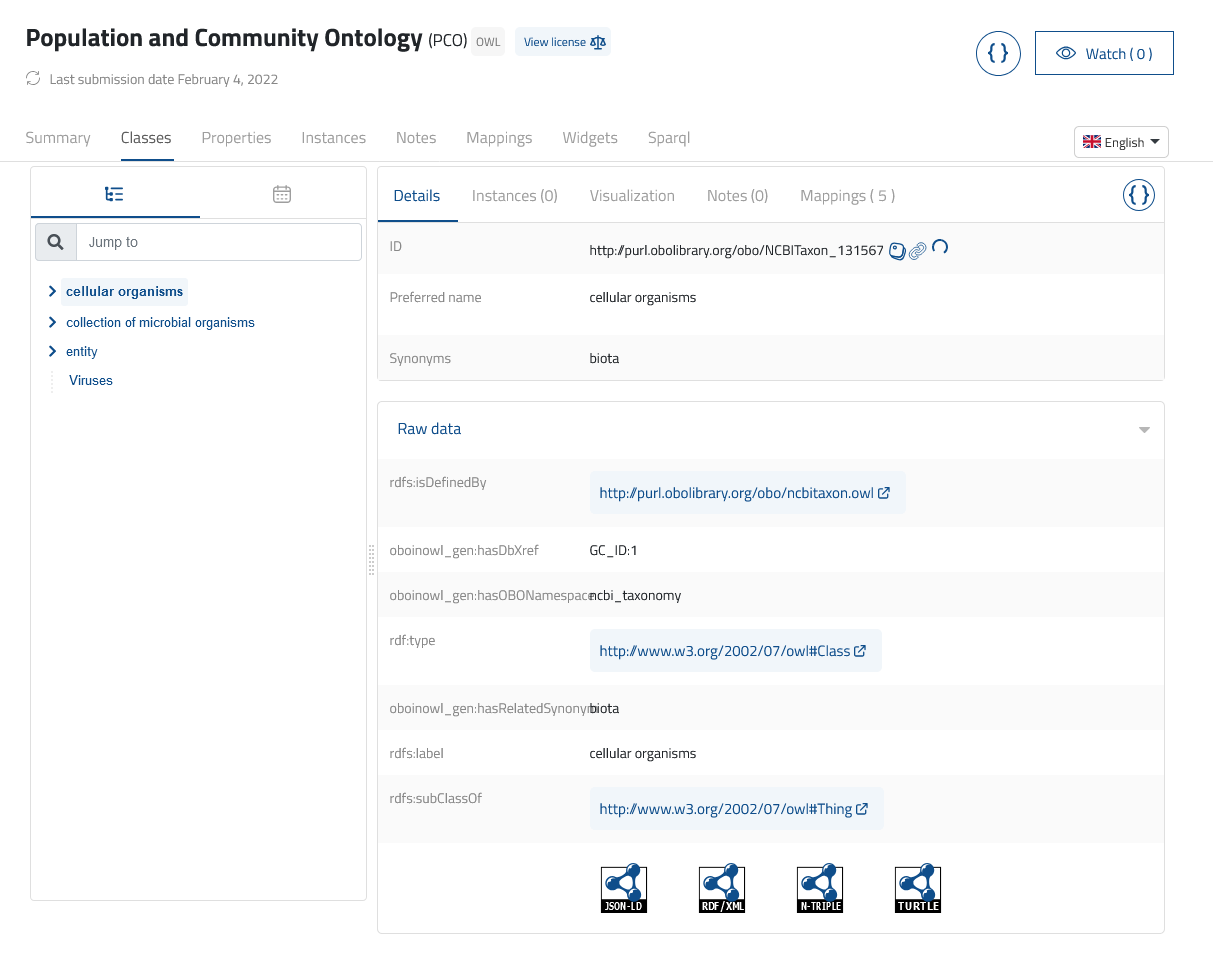 Population and Community Ontology (PCO) OWL View license
Last submission date February 4, 2022
{ } Watch ( 0 )
Summary Classes Properties Instances Notes Mappings Widgets Sparql
English
Jump to
cellular organisms
collection of microbial organisms
entity
Viruses
Details Instances (0) Visualization Notes (0) Mappings ( 5 ) { }
ID http://purl.obolibrary.org/obo/NCBITaxon_131567
Preferred name cellular organisms
Synonyms biota
Raw data
rdfs:isDefinedBy http://purl.obolibrary.org/obo/ncbitaxon.owl
oboinowl_gen:hasDbXref GC_ID:1
oboinowl_gen:hasOBONamespace ncbi_taxonomy
rdf:type http://www.w3.org/2002/07/owl#Class
oboinowl_gen:hasRelatedSynonym biota
rdfs:label cellular organisms
rdfs:subClassOf http://www.w3.org/2002/07/owl#Thing
JSON-LD RDF/XML N-TRIPLE TURTLE